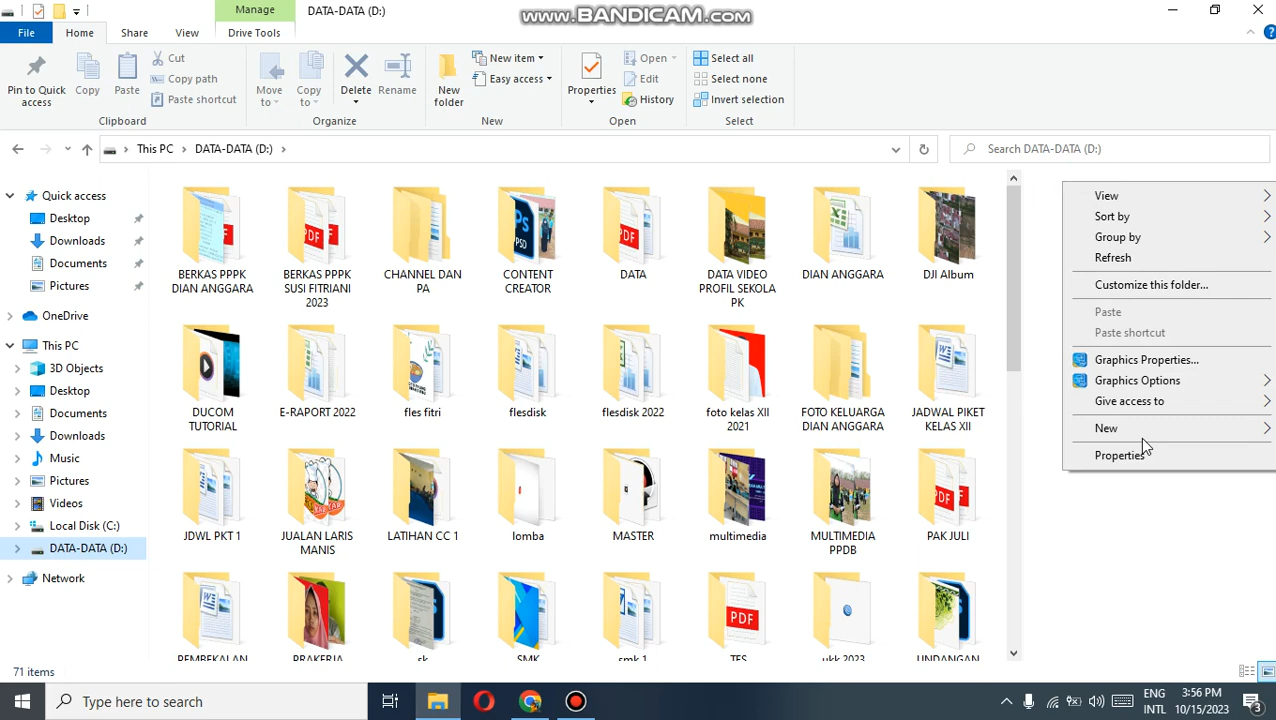 Manage
DATA-DATA (D:)
www.BANDICAM.com
File
Home
Share
View
Drive Tools
Pin to Quick access
Copy
Paste
Cut
Copy path
Paste shortcut
Clipboard
Move to
Copy to
Delete
Rename
Organize
New folder
New item
Easy access
New
Properties
Open
Edit
History
Open
Select all
Select none
Invert selection
Select
This PC
DATA-DATA (D:)
Search DATA-DATA (D:)
Quick access
Desktop
Downloads
Documents
Pictures
OneDrive
This PC
3D Objects
Desktop
Documents
Downloads
Music
Pictures
Videos
Local Disk (C:)
DATA-DATA (D:)
Network
BERKAS PPPK
DIAN ANGGARA
BERKAS PPPK
SUSI FITRIANI
2023
CHANNEL DAN
PA
CONTENT
CREATOR
DATA
DATA VIDEO
PROFIL SEKOLA
PK
DIAN ANGGARA
DJI Album
DUCOM
TUTORIAL
E-RAPORT 2022
fles fitri
flesdisk
flesdisk 2022
foto kelas XII
2021
FOTO KELUARGA
DIAN ANGGARA
JADWAL PIKET
KELAS XII
JDWL PKT 1
JUALAN LARIS
MANIS
LATIHAN CC 1
lomba
MASTER
multimedia
MULTIMEDIA
PPDB
PAK JULI
PEMBEKALAN
PRAKERJA
sk
SMK
smk 1
TES
ukk 2023
UNDANGAN
View
Sort by
Group by
Refresh
Customize this folder...
Paste
Paste shortcut
Graphics Properties...
Graphics Options
Give access to
New
Properties
71 items
Type here to search
ENG
INTL
3:56 PM
10/15/2023
3